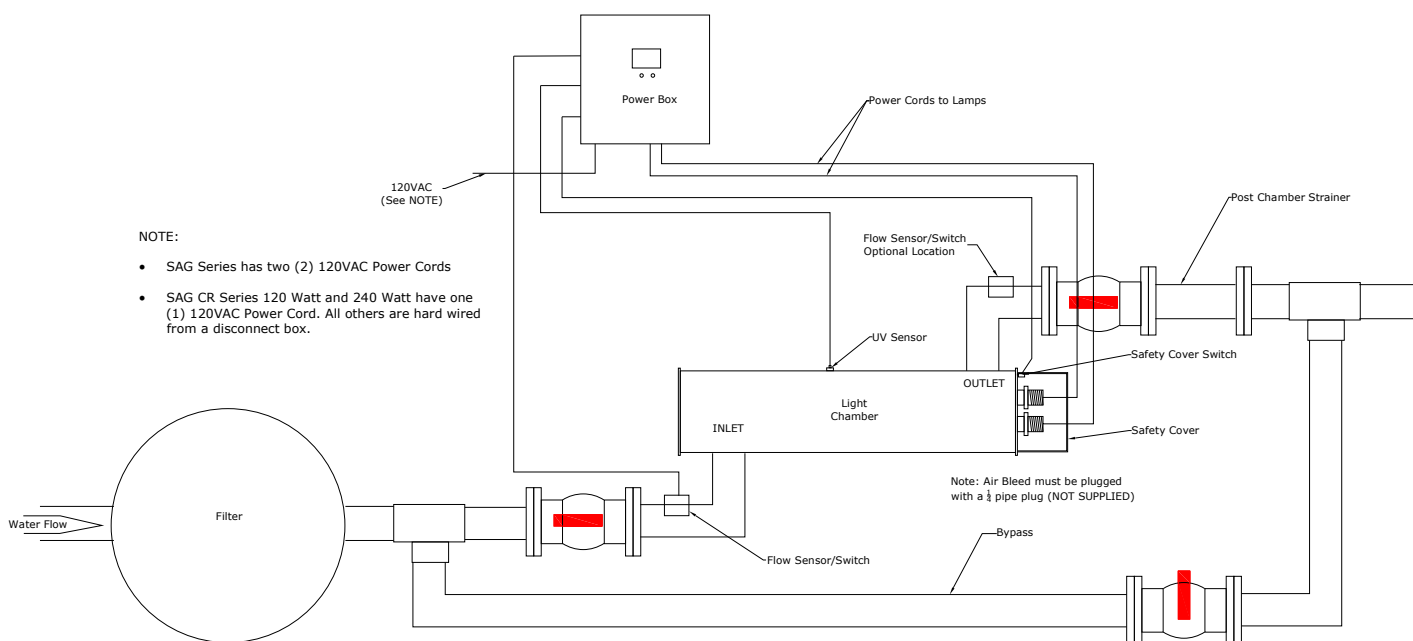 Power Box
Power Cords to Lamps
120VAC
(See NOTE)
Post Chamber Strainer
NOTE:
• SAG Series has two (2) 120VAC Power Cords
• SAG CR Series 120 Watt and 240 Watt have one
(1) 120VAC Power Cord. All others are hard wired
from a disconnect box.
Flow Sensor/Switch
Optional Location
UV Sensor
Safety Cover Switch
OUTLET
Light
Chamber
INLET
Safety Cover
Note: Air Bleed must be plugged
with a ¼ pipe plug (NOT SUPPLIED)
Water Flow
Filter
Bypass
Flow Sensor/Switch